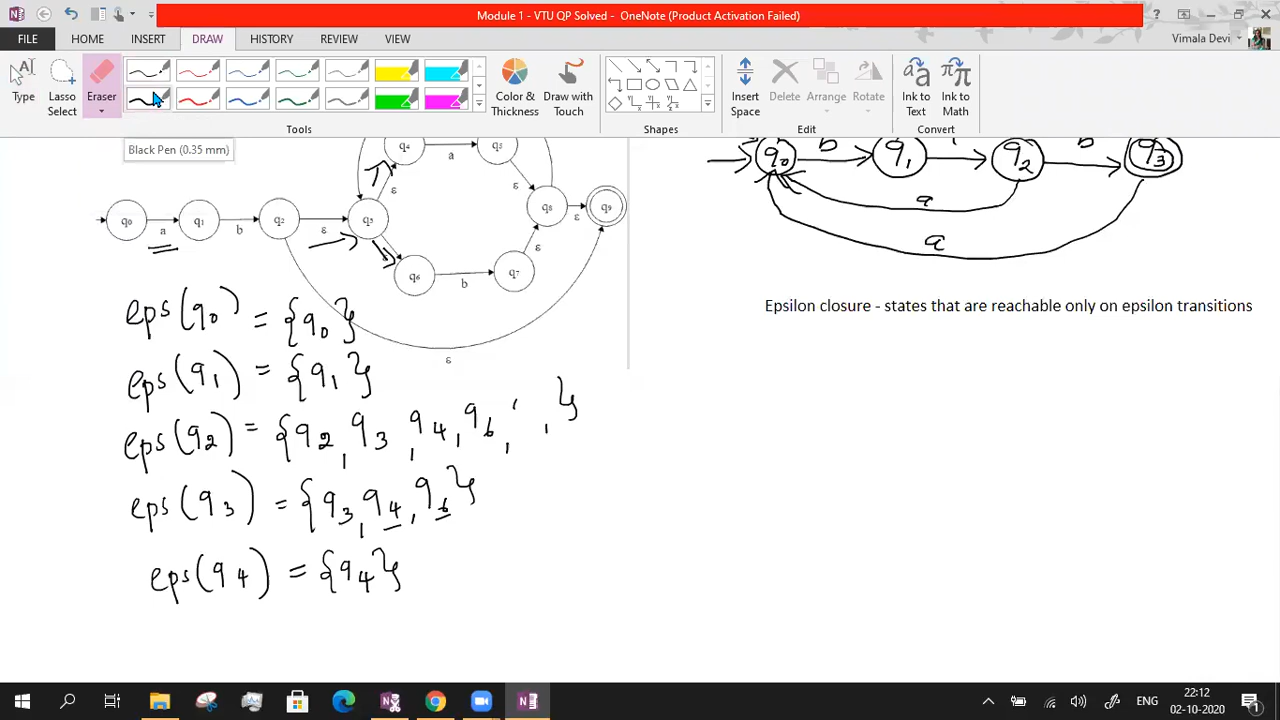 Module 1 - VTU QP Solved - OneNote (Product Activation Failed)
FILE HOME INSERT DRAW HISTORY REVIEW VIEW Vimala Devi
Type Lasso Select Eraser Color & Thickness Draw with Touch Insert Space Delete Arrange Rotate Ink to Text Ink to Math
Tools Shapes Edit Convert
Black Pen (0.35 mm)
q4 a q5
ε ε
q0 a q1 b q2 ε q3 q8 ε q9
q6 b q7 ε
ε
q0 b q1 q2 b q3
a
a
Epsilon closure - states that are reachable only on epsilon transitions
eps(q0) = {q0}
eps(q1) = {q1}
eps(q2) = {q2, q3, q4, q6, , }
eps(q3) = {q3, q4, q6}
eps(q4) = {q4}
ENG 22:12
02-10-2020